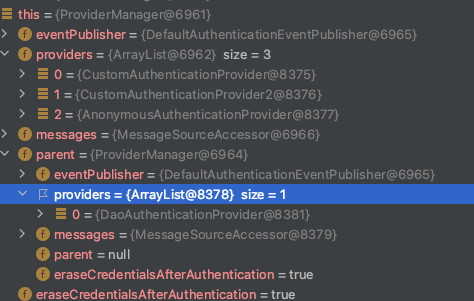 this = {ProviderManager@6961}
eventPublisher = {DefaultAuthenticationEventPublisher@6965}
providers = {ArrayList@6962} size = 3
0 = {CustomAuthenticationProvider@8375}
1 = {CustomAuthenticationProvider2@8376}
2 = {AnonymousAuthenticationProvider@8377}
messages = {MessageSourceAccessor@6966}
parent = {ProviderManager@6964}
eventPublisher = {DefaultAuthenticationEventPublisher@6965}
providers = {ArrayList@8378} size = 1
0 = {DaoAuthenticationProvider@8381}
messages = {MessageSourceAccessor@8379}
parent = null
eraseCredentialsAfterAuthentication = true
eraseCredentialsAfterAuthentication = true